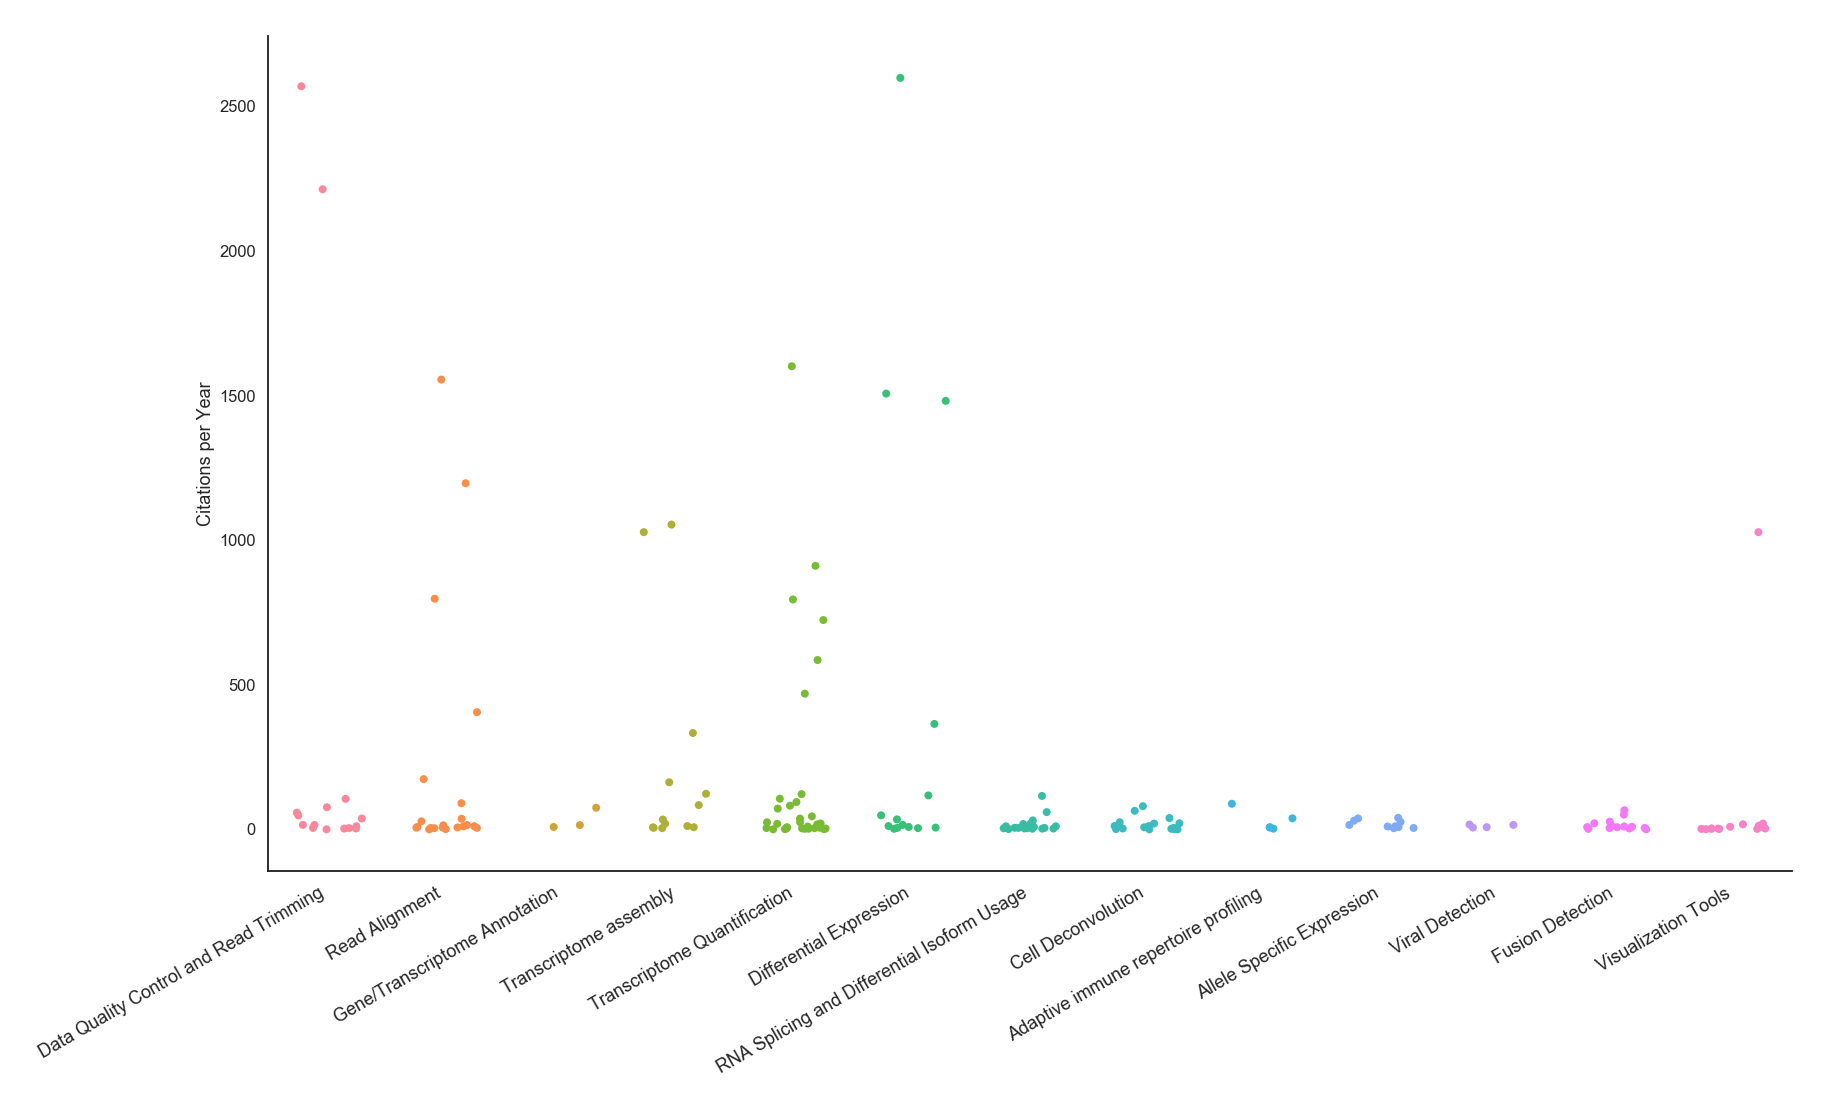 2500
2000
1500
1000
500
0
Citations per Year
Data Quality Control and Read Trimming
Read Alignment
Gene/Transcriptome Annotation
Transcriptome assembly
Transcriptome Quantification
Differential Expression
RNA Splicing and Differential Isoform Usage
Cell Deconvolution
Adaptive immune repertoire profiling
Allele Specific Expression
Viral Detection
Fusion Detection
Visualization Tools